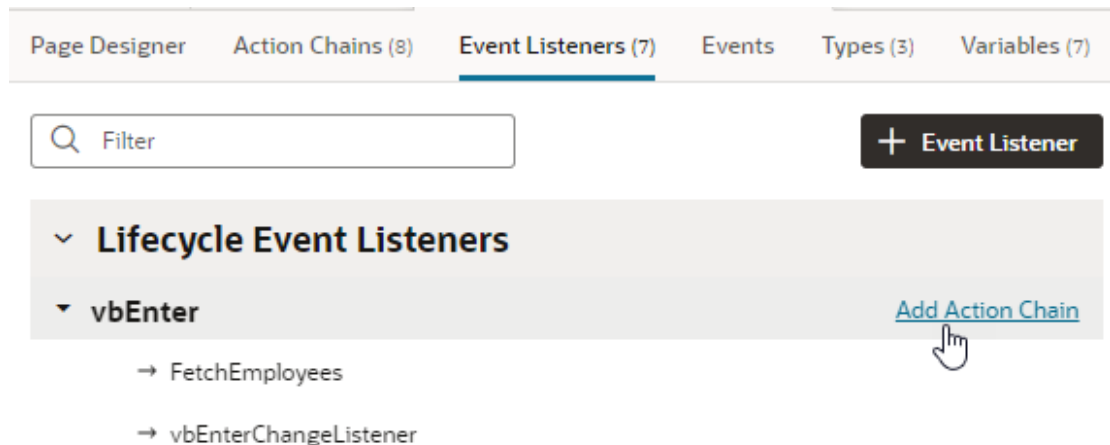 Page Designer Action Chains (8) Event Listeners (7) Events Types (3) Variables (7)
Filter
+ Event Listener
Lifecycle Event Listeners
vbEnter
Add Action Chain
→ FetchEmployees
→ vbEnterChangeListener